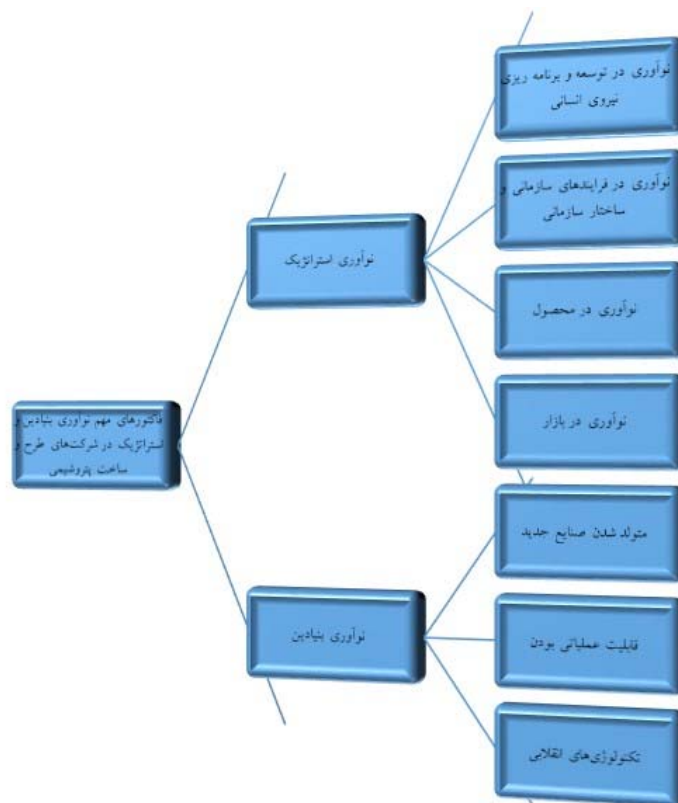 فاکتورهای مهم نوآوری بنیادین و
استراتژیک در شرکت‌های طرح و
ساخت پتروشیمی
نوآوری استراتژیک
نوآوری در توسعه و برنامه ریزی
نیروی انسانی
نوآوری در فرایندهای سازمانی و
ساختار سازمانی
نوآوری در محصول
نوآوری در بازار
نوآوری بنیادین
متولد شدن صنایع جدید
قابلیت عملیاتی بودن
تکنولوژی‌های انقلابی